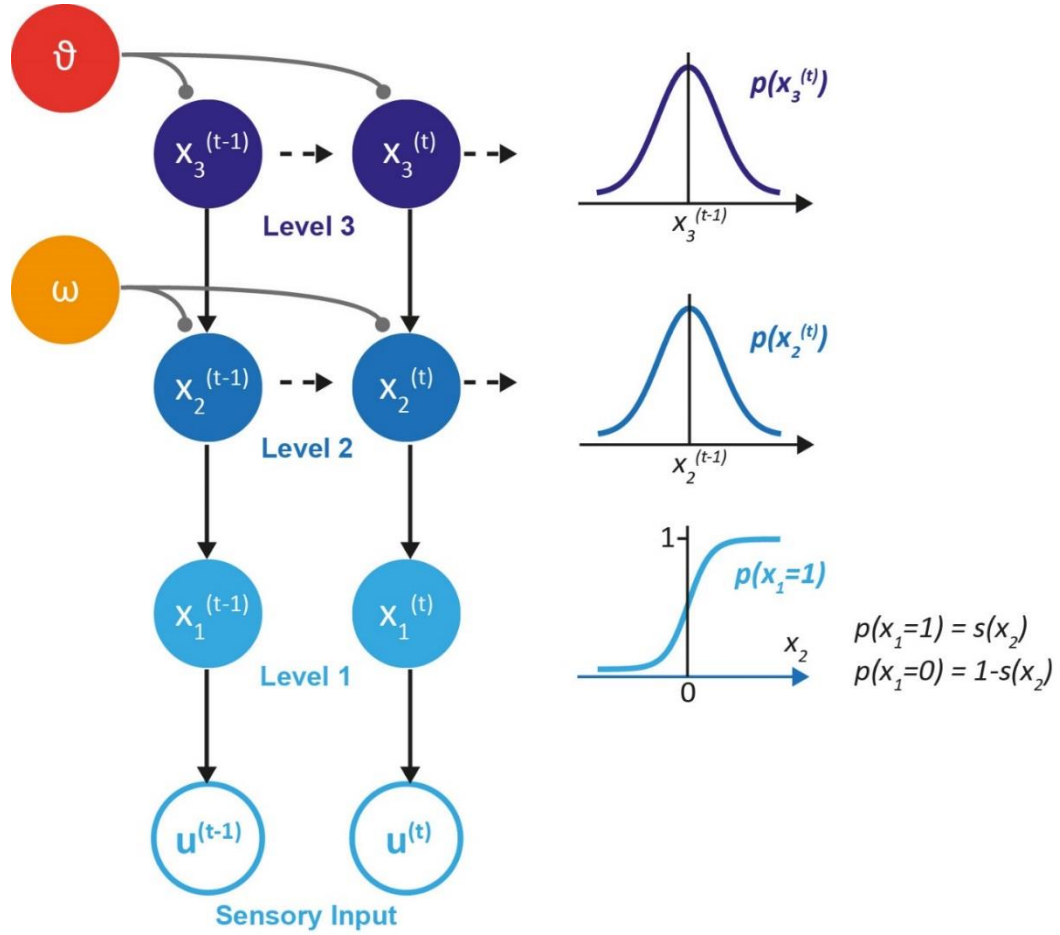 ϑ
x₃⁽ᵗ⁻¹⁾ x₃⁽ᵗ⁾
Level 3
p(x₃⁽ᵗ⁾)
x₃⁽ᵗ⁻¹⁾
ω
x₂⁽ᵗ⁻¹⁾ x₂⁽ᵗ⁾
Level 2
p(x₂⁽ᵗ⁾)
x₂⁽ᵗ⁻¹⁾
x₁⁽ᵗ⁻¹⁾ x₁⁽ᵗ⁾
Level 1
1
p(x₁=1)
x₂
0
p(x₁=1) = s(x₂)
p(x₁=0) = 1-s(x₂)
u⁽ᵗ⁻¹⁾ u⁽ᵗ⁾
Sensory Input